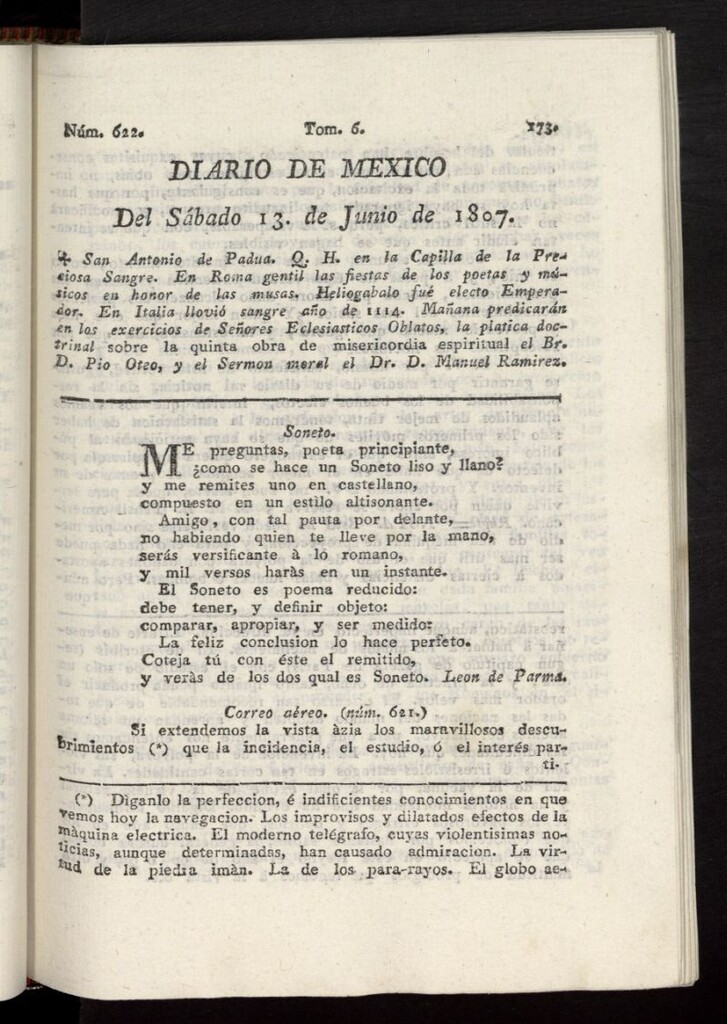 Núm. 622. Tom. 6. 173.
DIARIO DE MEXICO
Del Sábado 13. de Junio de 1807.
✠ San Antonio de Padua. Q. H. en la Capilla de la Pre-
ciosa Sangre. En Roma gentil las fiestas de los poetas y mú-
sicos en honor de las musas. Heliogabalo fué electo Empera-
dor. En Italia llovió sangre año de 1114. Mañana predicarán
en los exercicios de Señores Eclesiasticos Oblatos, la platica doc-
trinal sobre la quinta obra de misericordia espiritual el Br.
D. Pio Oteo, y el Sermon moral el Dr. D. Manuel Ramirez.
Soneto.
ME preguntas, poeta principiante,
¿como se hace un Soneto liso y llano?
y me remites uno en castellano,
compuesto en un estilo altisonante.
Amigo, con tal pauta por delante,
no habiendo quien te lleve por la mano,
serás versificante à lo romano,
y mil versos haràs en un instante.
El Soneto es poema reducido:
debe tener, y definir objeto:
comparar, apropiar, y ser medido:
La feliz conclusion lo hace perfeto.
Coteja tú con éste el remitido,
y veràs de los dos qual es Soneto. Leon de Parma.
Correo aéreo. (núm. 621.)
Si extendemos la vista àzia los maravillosos descu-
brimientos (*) que la incidencia, el estudio, ó el interés par-
ti-
(*) Diganlo la perfeccion, é indificientes conocimientos en que
vemos hoy la navegacion. Los improvisos y dilatados efectos de la
màquina electrica. El moderno telégrafo, cuyas violentisimas no-
ticias, aunque determinadas, han causado admiracion. La vir-
tud de la piedra imàn. La de los para-rayos. El globo ae-